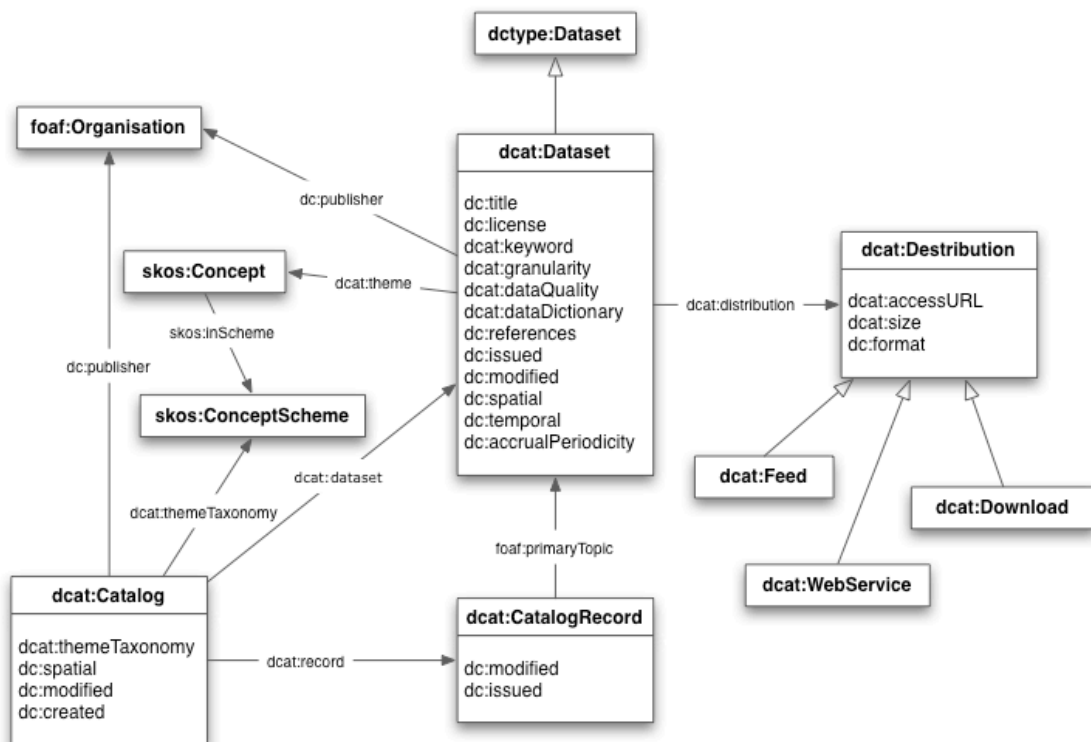 dctype:Dataset
foaf:Organisation
dcat:Dataset
dc:title
dc:license
dcat:keyword
dcat:granularity
dcat:dataQuality
dcat:dataDictionary
dc:references
dc:issued
dc:modified
dc:spatial
dc:temporal
dc:accrualPeriodicity
dc:publisher
skos:Concept
dcat:theme
skos:inScheme
dc:publisher
skos:ConceptScheme
dcat:dataset
dcat:themeTaxonomy
dcat:distribution
dcat:Destribution
dcat:accessURL
dcat:size
dc:format
dcat:Feed
dcat:Download
dcat:WebService
foaf:primaryTopic
dcat:Catalog
dcat:themeTaxonomy
dc:spatial
dc:modified
dc:created
dcat:record
dcat:CatalogRecord
dc:modified
dc:issued